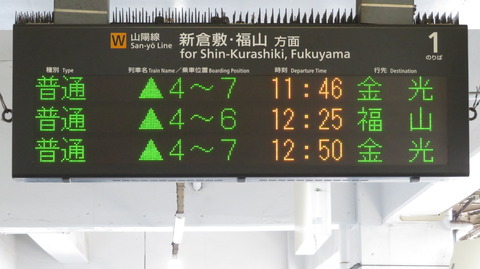 W 山陽線 San-yō Line 新倉敷・福山 方面 for Shin-Kurashiki, Fukuyama 1 のりば
種別 Type 列車名 Train Name／乗車位置 Boarding Position 時刻 Departure Time 行先 Destination
普通 ▲4～7 11:46 金光
普通 ▲4～6 12:25 福山
普通 ▲4～7 12:50 金光